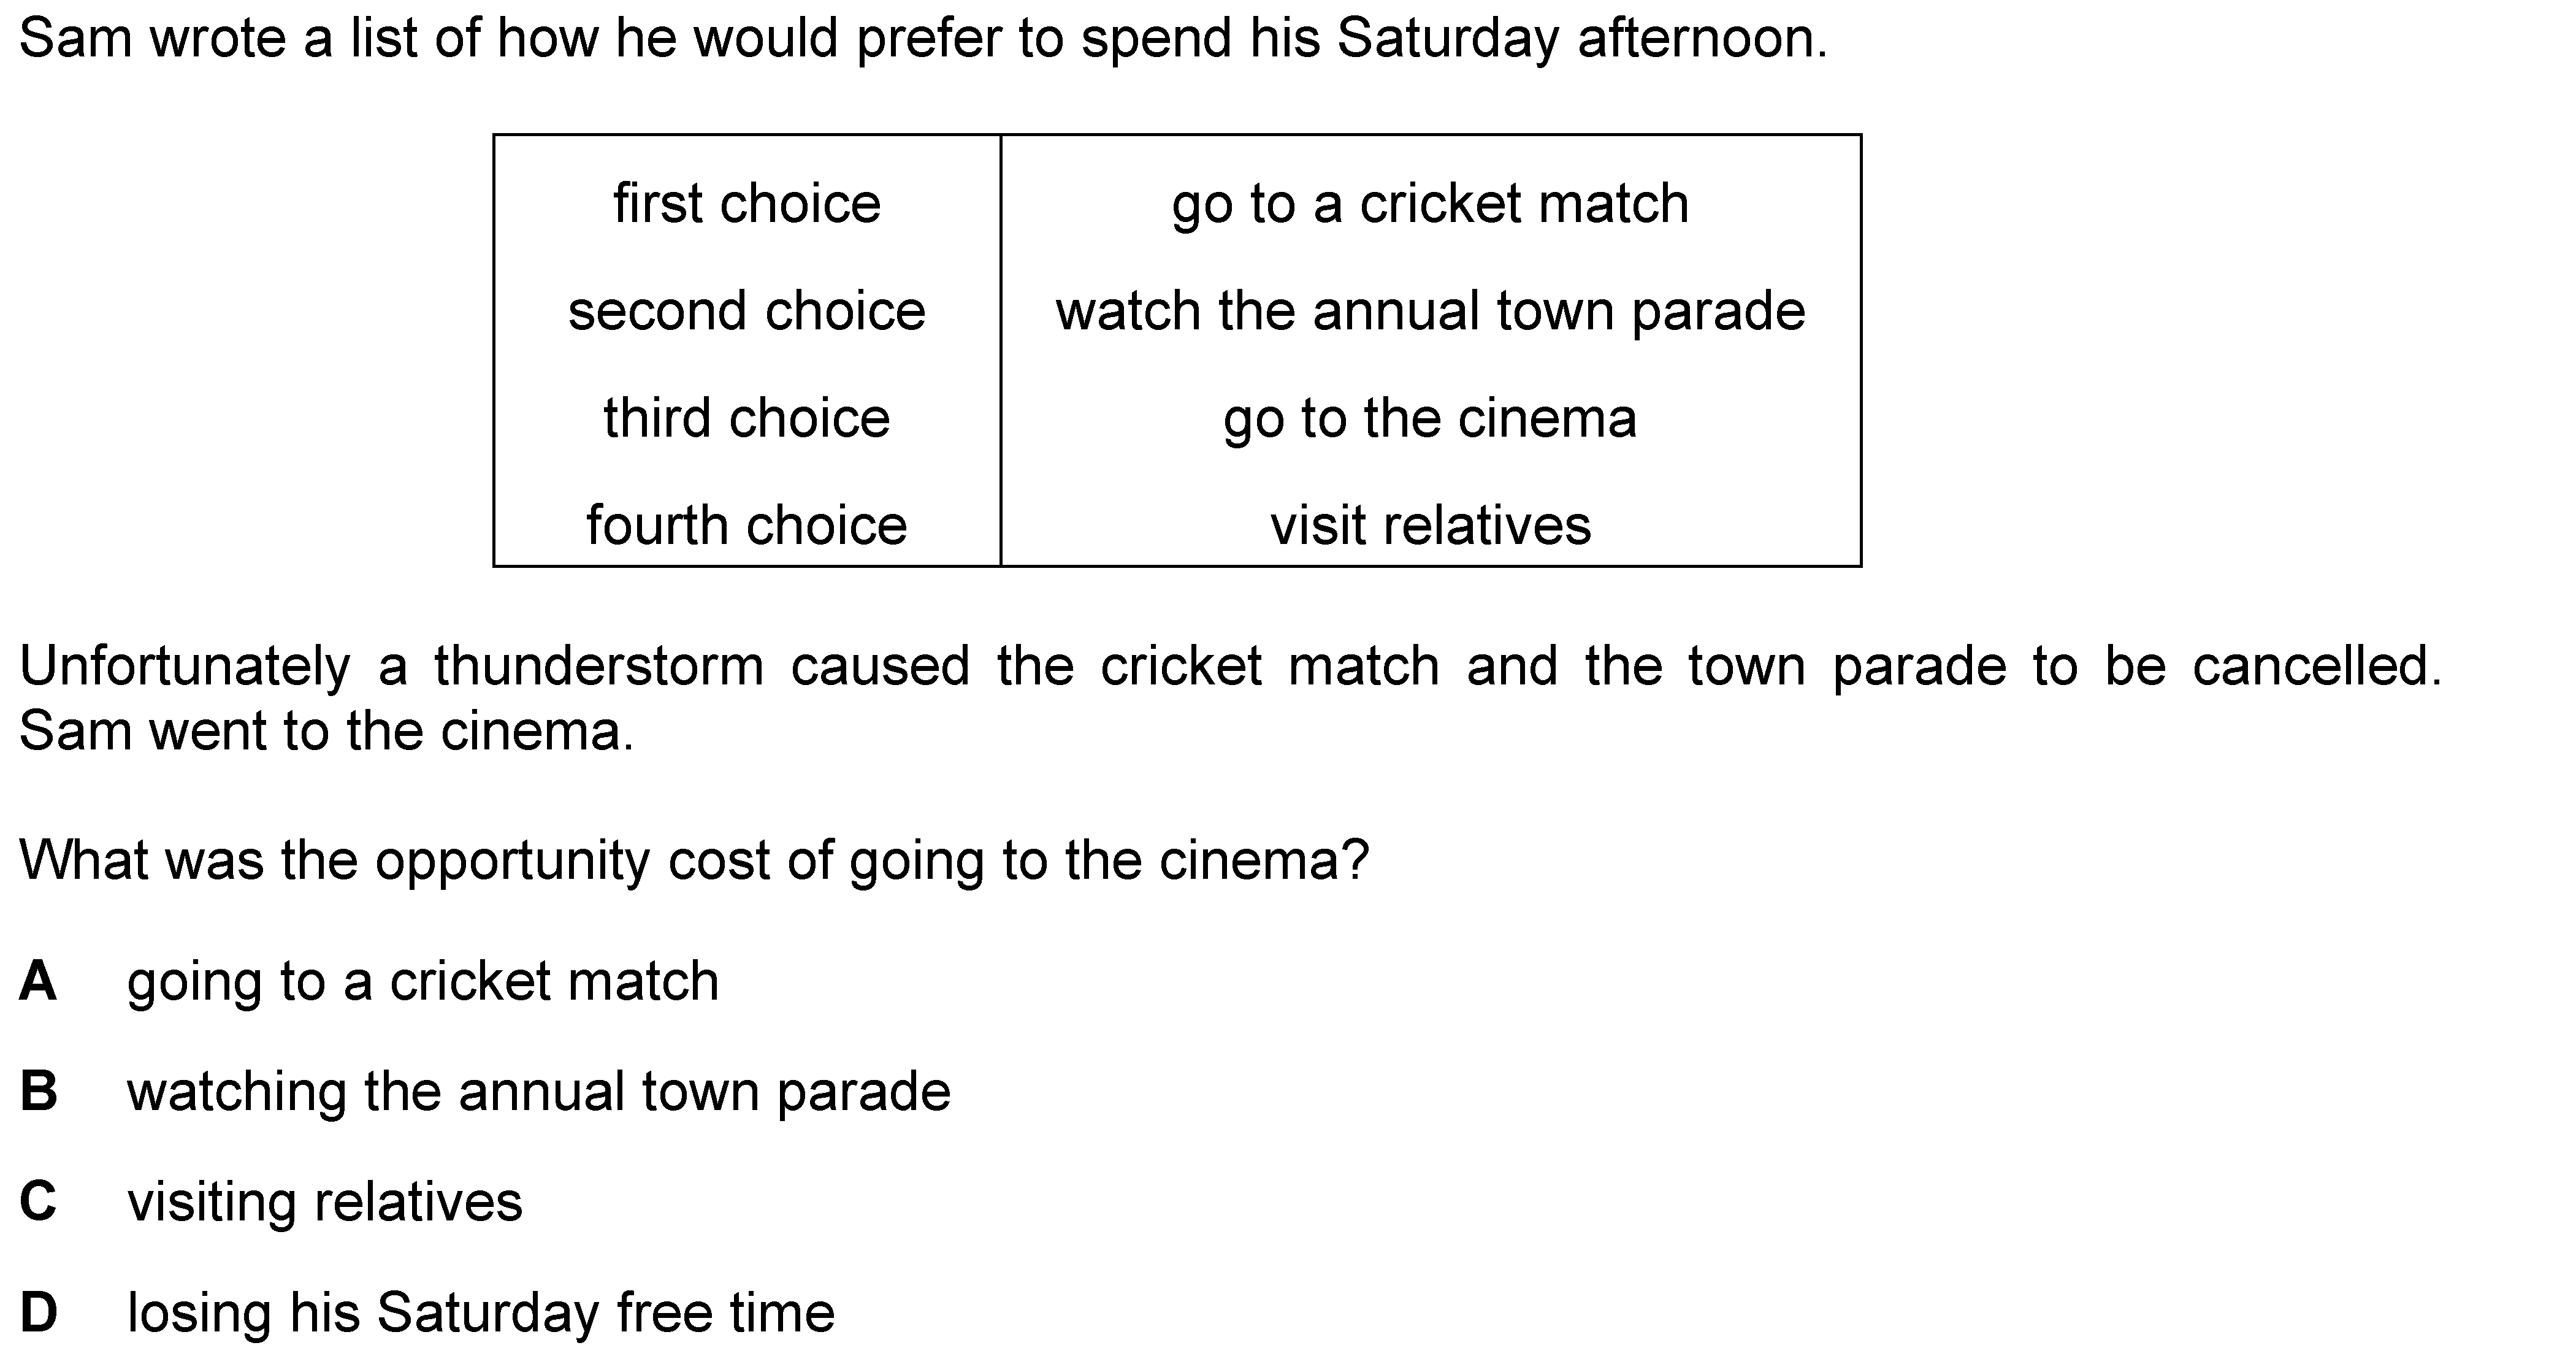 Sam wrote a list of how he would prefer to spend his Saturday afternoon.
first choice go to a cricket match
second choice watch the annual town parade
third choice go to the cinema
fourth choice visit relatives
Unfortunately a thunderstorm caused the cricket match and the town parade to be cancelled.
Sam went to the cinema.
What was the opportunity cost of going to the cinema?
A going to a cricket match
B watching the annual town parade
C visiting relatives
D losing his Saturday free time